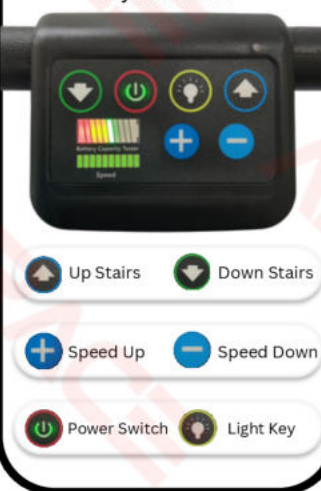 Battery Capacity Tester
Speed
Up Stairs
Down Stairs
Speed Up
Speed Down
Power Switch
Light Key